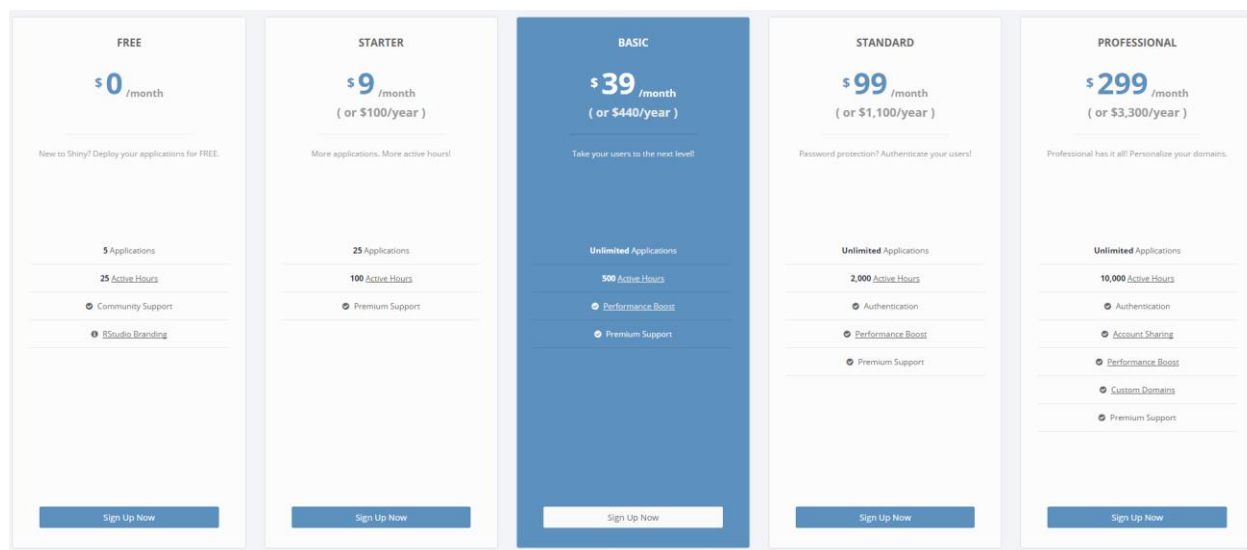 FREE
$ 0 /month
New to Shiny? Deploy your applications for FREE.
5 Applications
25 Active Hours
Community Support
RStudio Branding
Sign Up Now
STARTER
$ 9 /month
( or $100/year )
More applications. More active hours!
25 Applications
100 Active Hours
Premium Support
Sign Up Now
BASIC
$ 39 /month
( or $440/year )
Take your users to the next level!
Unlimited Applications
500 Active Hours
Performance Boost
Premium Support
Sign Up Now
STANDARD
$ 99 /month
( or $1,100/year )
Password protection? Authenticate your users!
Unlimited Applications
2,000 Active Hours
Authentication
Performance Boost
Premium Support
Sign Up Now
PROFESSIONAL
$ 299 /month
( or $3,300/year )
Professional has it all! Personalize your domains.
Unlimited Applications
10,000 Active Hours
Authentication
Account Sharing
Performance Boost
Custom Domains
Premium Support
Sign Up Now